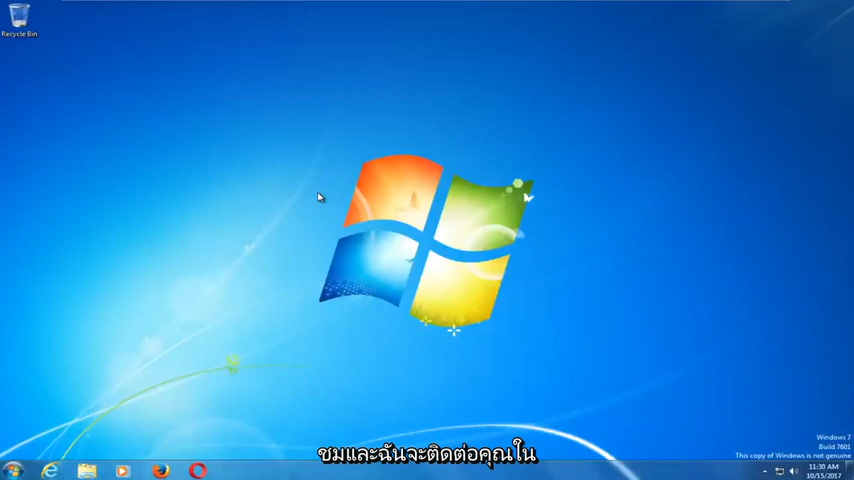 Recycle Bin
Windows 7
Build 7601
This copy of Windows is not genuine
ชมและฉันจะติดต่อคุณใน
11:30 AM
10/15/2017